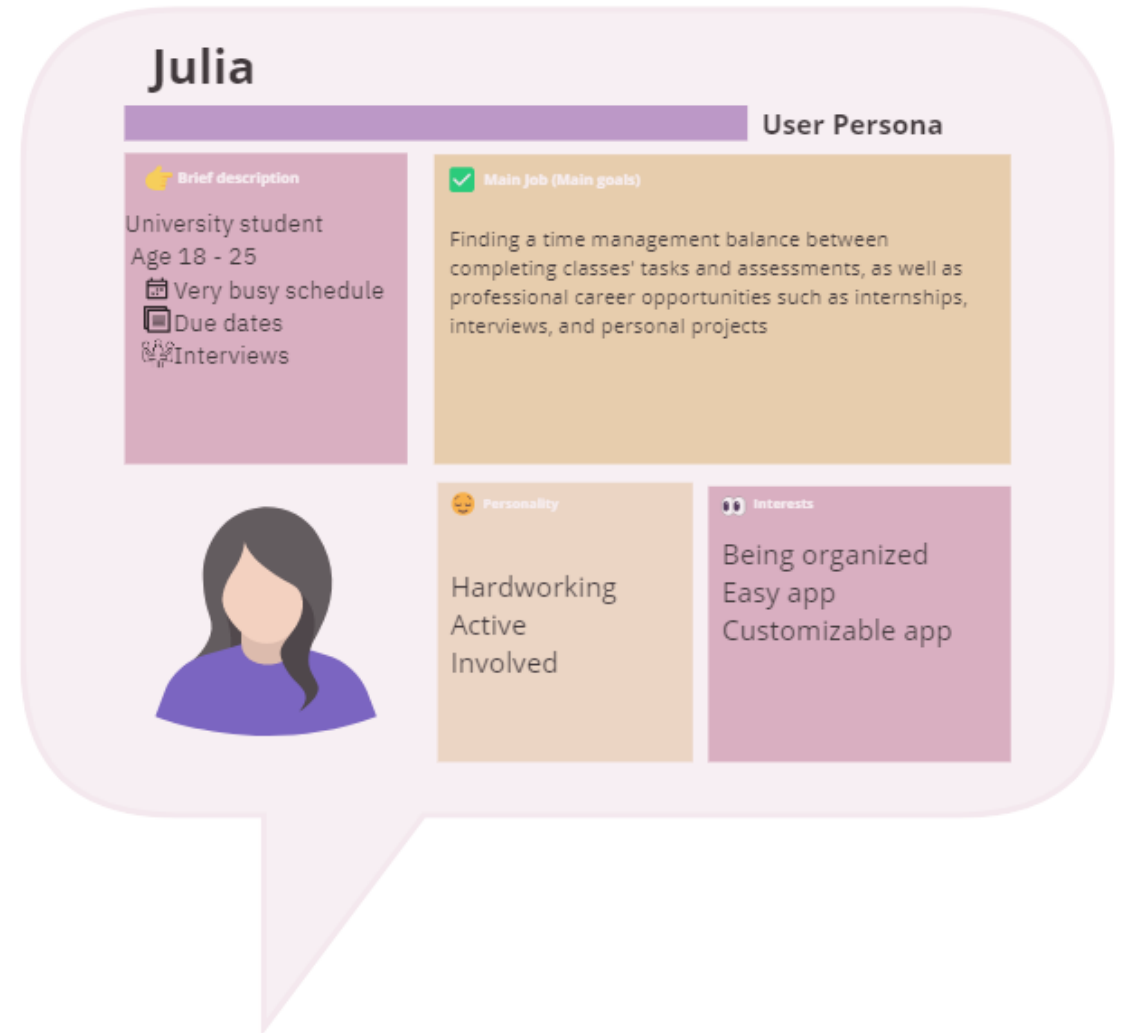 Julia
User Persona
Brief description
University student
Age 18 - 25
Very busy schedule
Due dates
Interviews
Main Job (Main goals)
Finding a time management balance between
completing classes' tasks and assessments, as well as
professional career opportunities such as internships,
interviews, and personal projects
Personality
Hardworking
Active
Involved
Interests
Being organized
Easy app
Customizable app